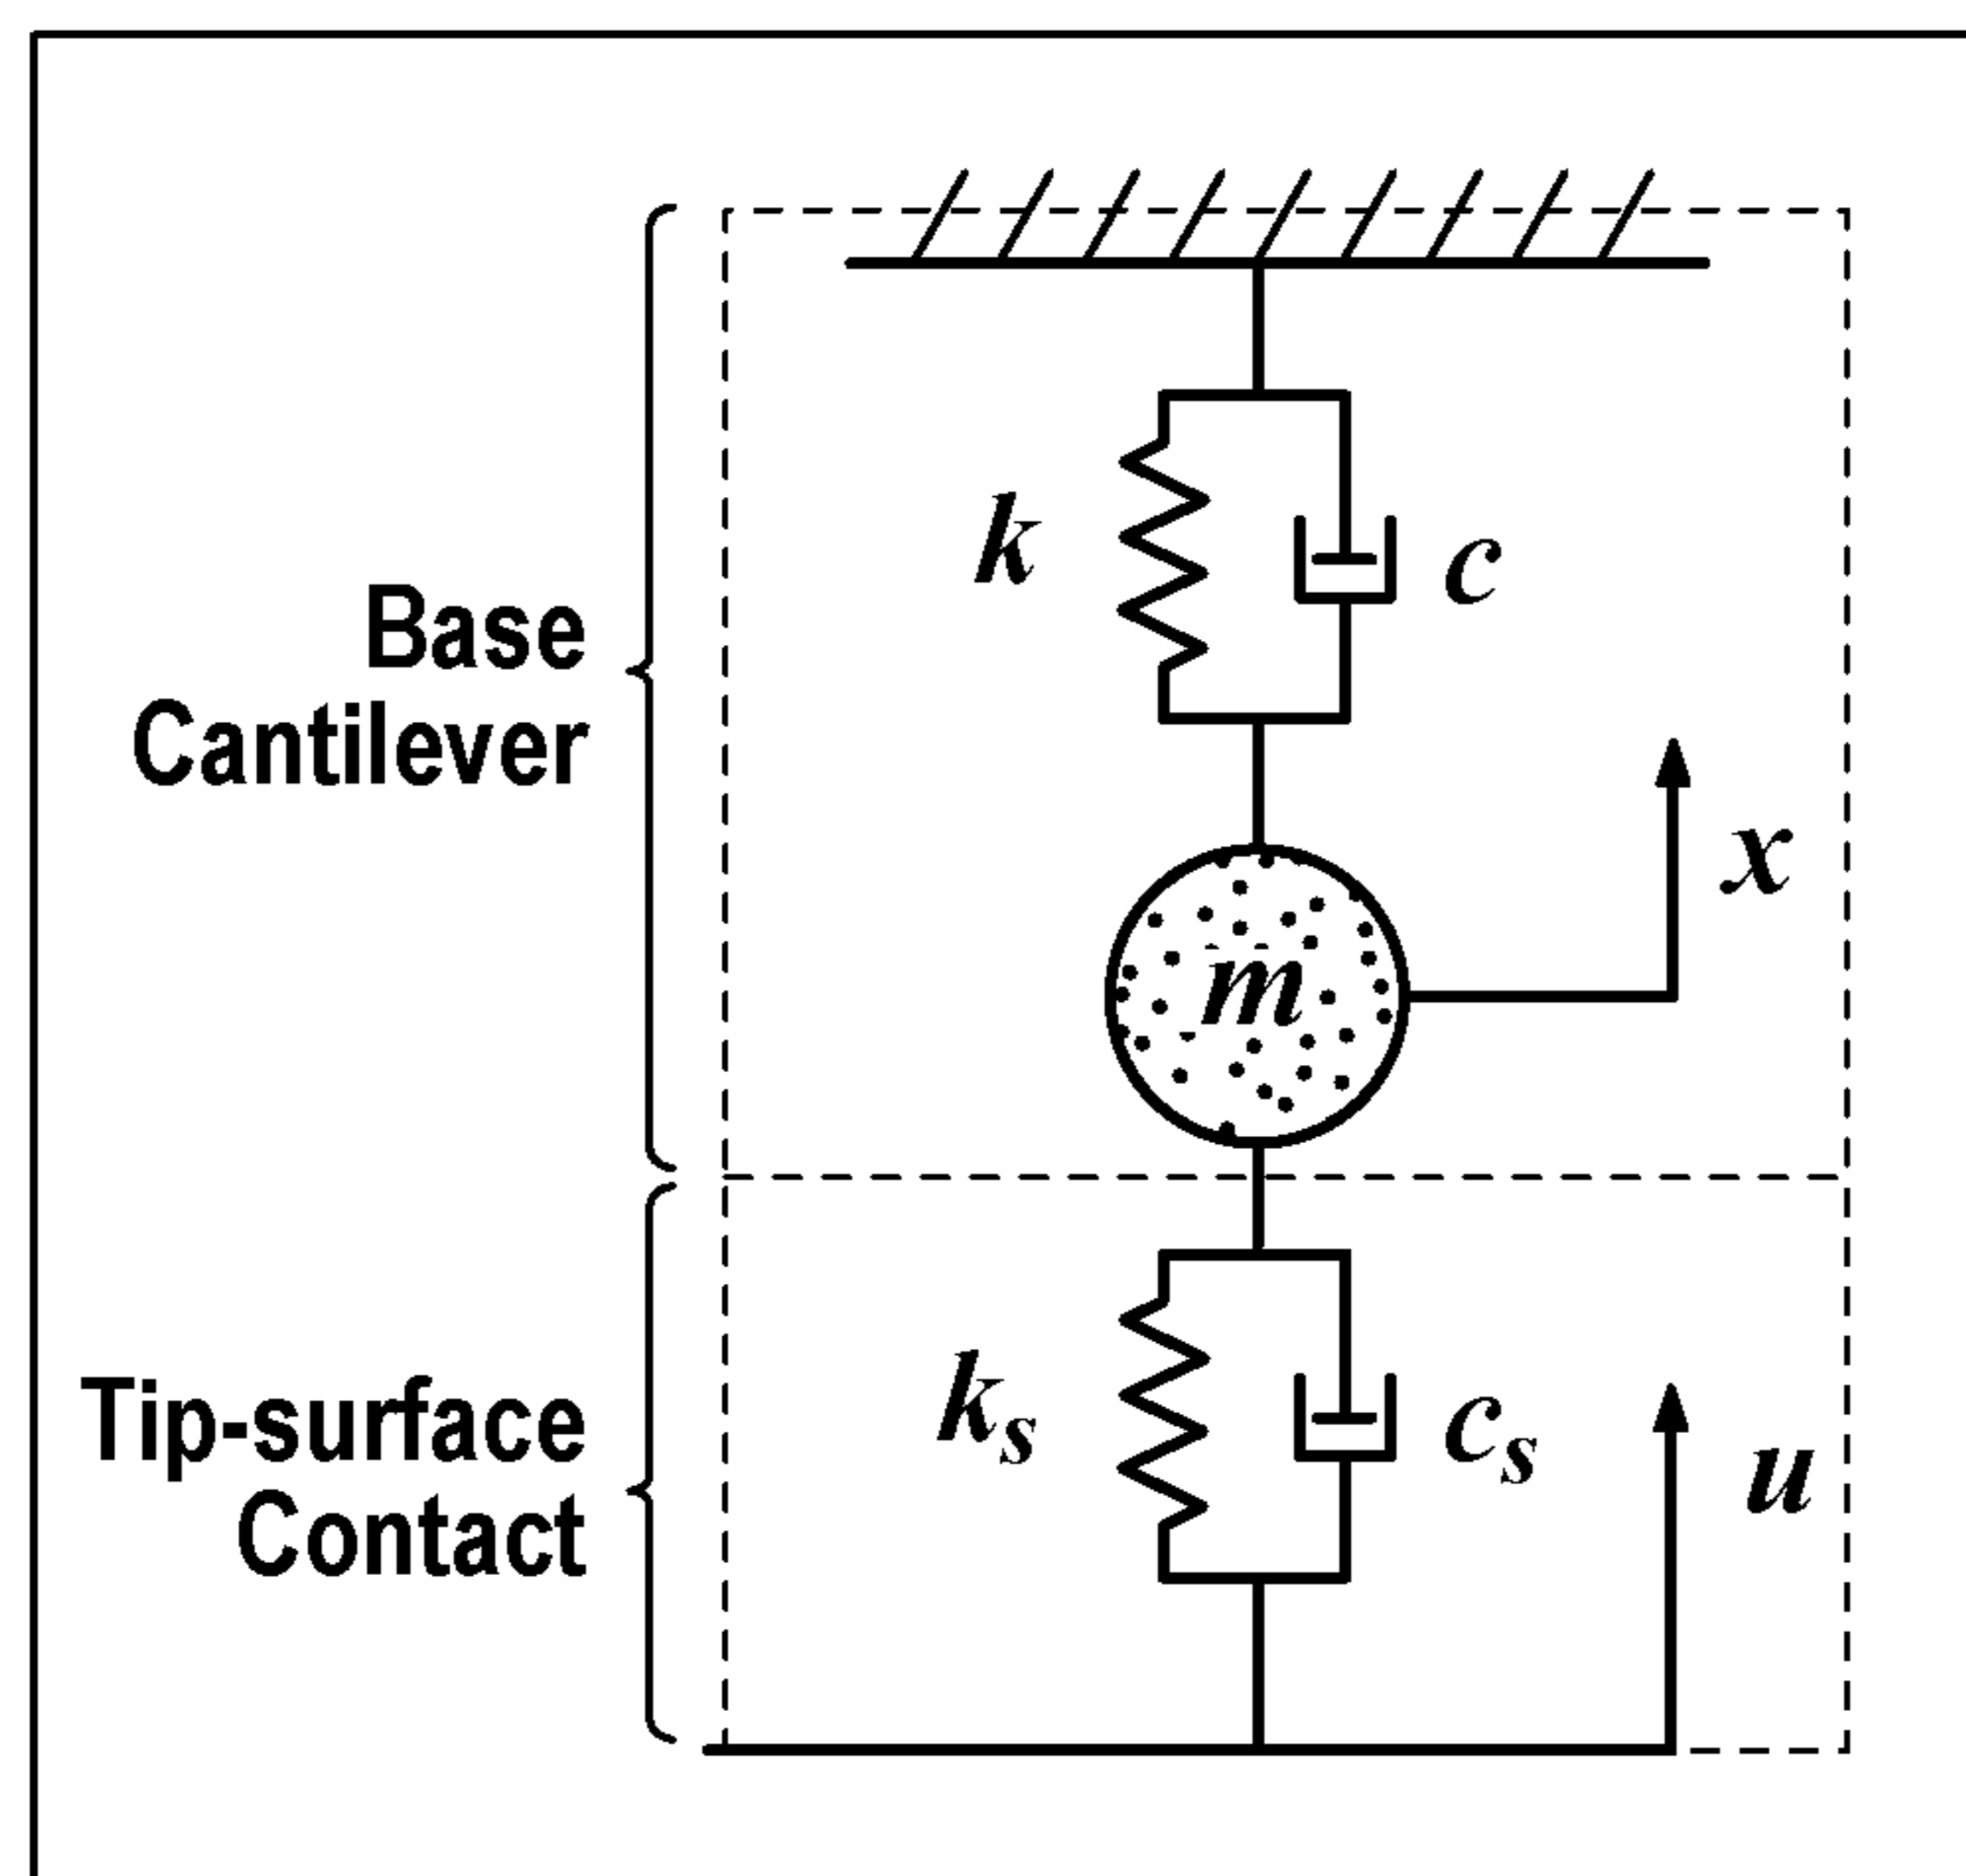 k
c
Base
Cantilever
x
m
kₛ
cₛ
Tip-surface
Contact
u